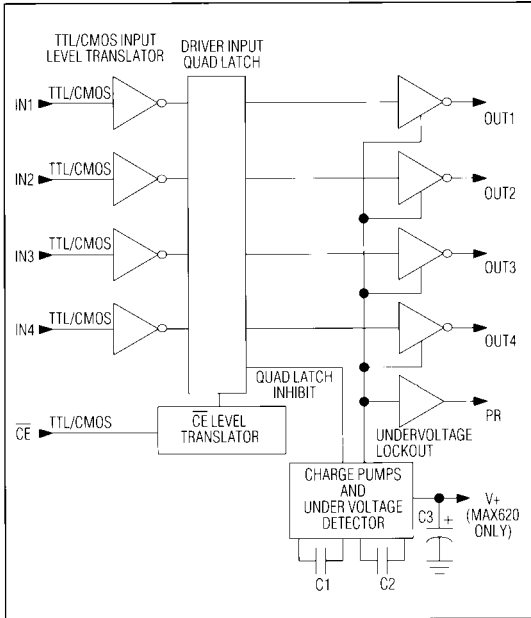 TTL/CMOS INPUT
LEVEL TRANSLATOR
DRIVER INPUT
QUAD LATCH
IN1
TTL/CMOS
OUT1
IN2
TTL/CMOS
OUT2
IN3
TTL/CMOS
OUT3
IN4
TTL/CMOS
OUT4
QUAD LATCH
INHIBIT
CE
TTL/CMOS
CE LEVEL
TRANSLATOR
PR
UNDERVOLTAGE
LOCKOUT
CHARGE PUMPS
AND
UNDER VOLTAGE
DETECTOR
C3
+
V+
(MAX620
ONLY)
C1
C2